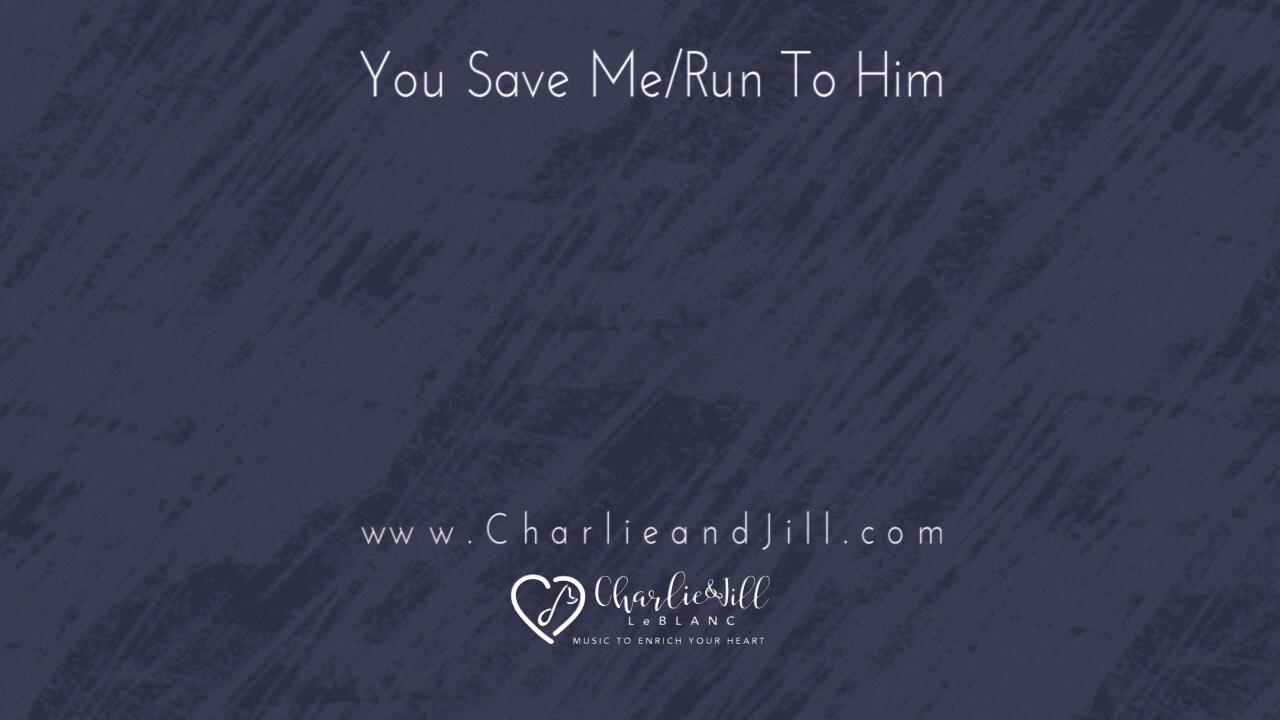 You Save Me/Run To Him
www.CharlieandJill.com
Charlie&Jill
LeBLANC
MUSIC TO ENRICH YOUR HEART